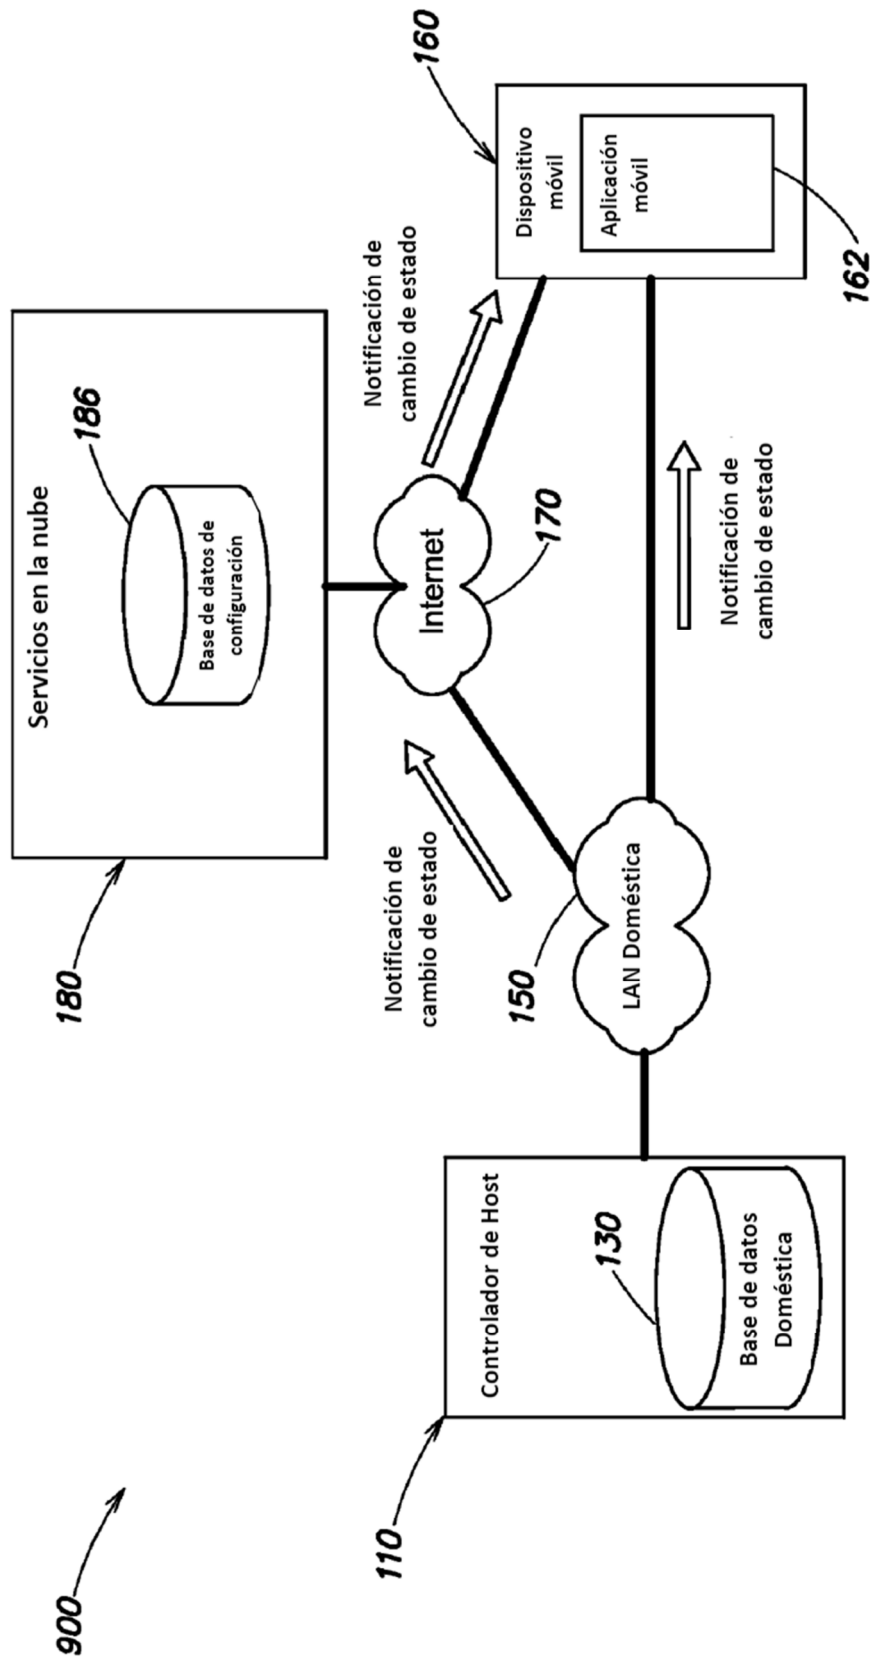 900
180
Servicios en la nube
186
Base de datos de
configuración
Notificación de
cambio de estado
Internet
170
Notificación de
cambio de estado
160
Dispositivo
móvil
Aplicación
móvil
162
110
Controlador de Host
130
Base de datos
Doméstica
150
LAN Doméstica
Notificación de
cambio de estado